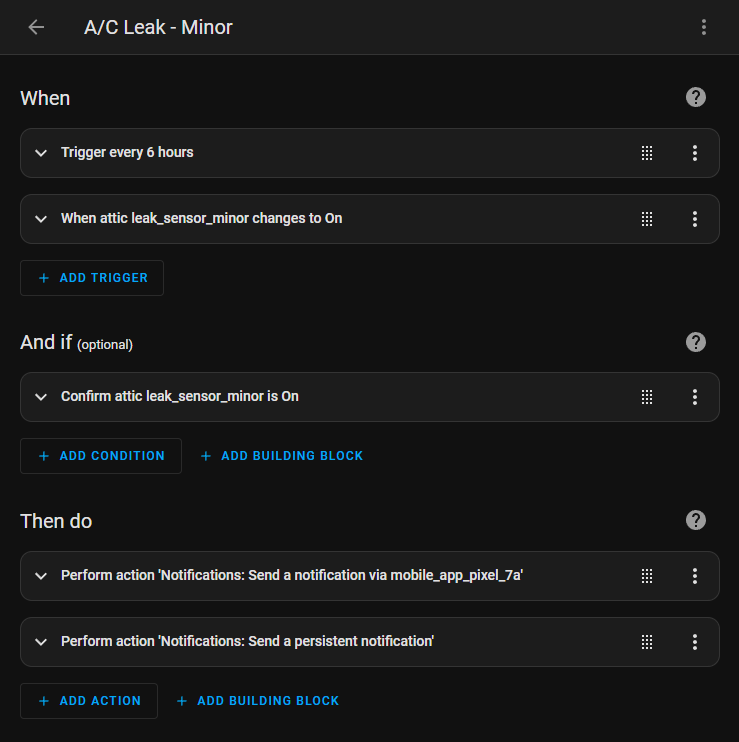 A/C Leak - Minor
When
Trigger every 6 hours
When attic leak_sensor_minor changes to On
+ ADD TRIGGER
And if (optional)
Confirm attic leak_sensor_minor is On
+ ADD CONDITION + ADD BUILDING BLOCK
Then do
Perform action 'Notifications: Send a notification via mobile_app_pixel_7a'
Perform action 'Notifications: Send a persistent notification'
+ ADD ACTION + ADD BUILDING BLOCK